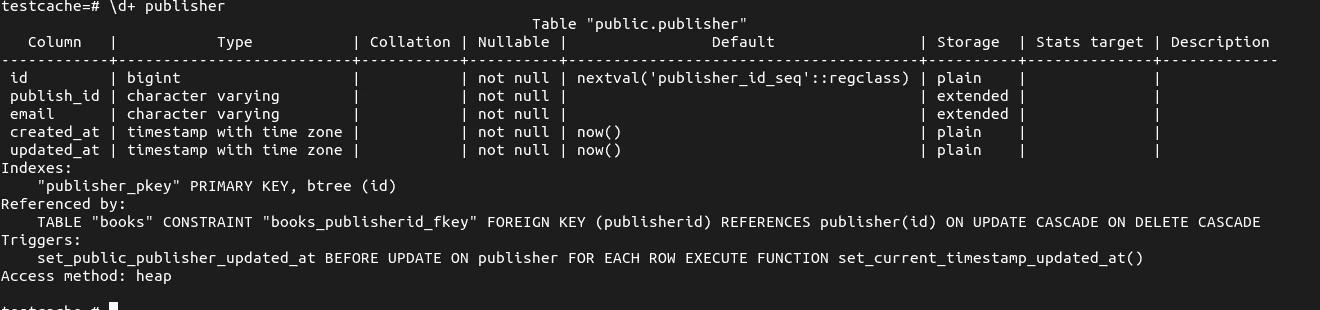 testcache=# \d+ publisher
                                                           Table "public.publisher"
   Column   |           Type           | Collation | Nullable |                Default                | Storage  | Stats target | Description
------------+--------------------------+-----------+----------+---------------------------------------+----------+--------------+-------------
 id         | bigint                   |           | not null | nextval('publisher_id_seq'::regclass) | plain    |              |
 publish_id | character varying        |           | not null |                                       | extended |              |
 email      | character varying        |           | not null |                                       | extended |              |
 created_at | timestamp with time zone |           | not null | now()                                 | plain    |              |
 updated_at | timestamp with time zone |           | not null | now()                                 | plain    |              |
Indexes:
    "publisher_pkey" PRIMARY KEY, btree (id)
Referenced by:
    TABLE "books" CONSTRAINT "books_publisherid_fkey" FOREIGN KEY (publisherid) REFERENCES publisher(id) ON UPDATE CASCADE ON DELETE CASCADE
Triggers:
    set_public_publisher_updated_at BEFORE UPDATE ON publisher FOR EACH ROW EXECUTE FUNCTION set_current_timestamp_updated_at()
Access method: heap
testcache=#